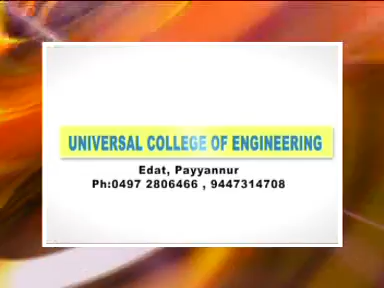 UNIVERSAL COLLEGE OF ENGINEERING
Edat, Payyannur
Ph:0497 2806466 , 9447314708